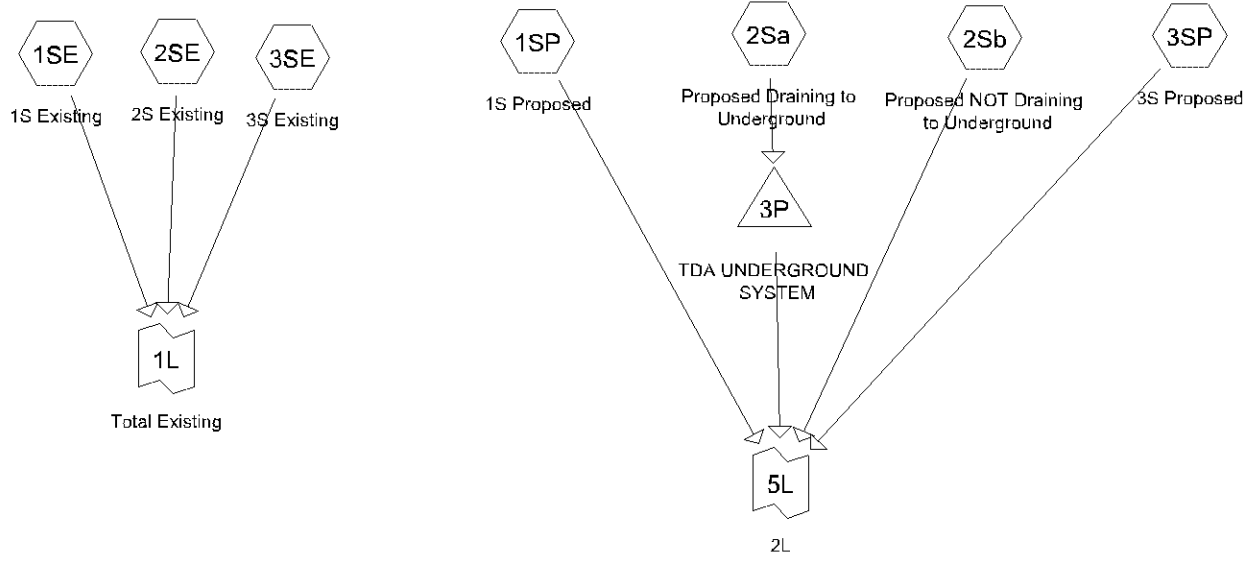 1SE
2SE
3SE
1S Existing
2S Existing
3S Existing
1L
Total Existing
1SP
2Sa
2Sb
3SP
1S Proposed
Proposed Draining to
Underground
Proposed NOT Draining
to Underground
3S Proposed
3P
TDA UNDERGROUND
SYSTEM
5L
2L